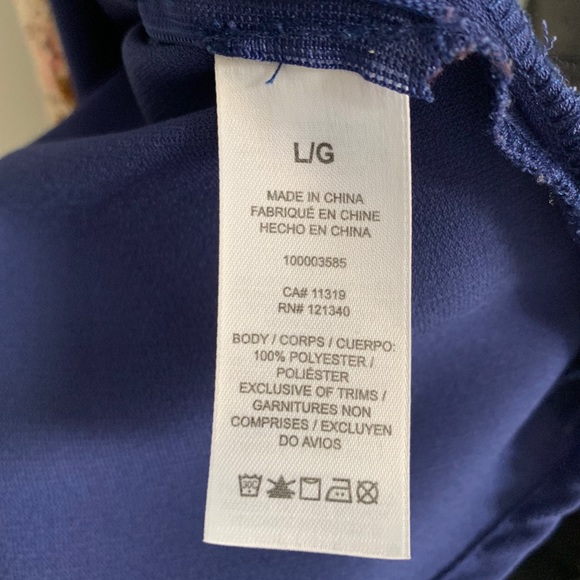 L/G
MADE IN CHINA
FABRIQUÉ EN CHINE
HECHO EN CHINA
100003585
CA# 11319
RN# 121340
BODY / CORPS / CUERPO:
100% POLYESTER /
POLIÉSTER
EXCLUSIVE OF TRIMS /
GARNITURES NON
COMPRISES / EXCLUYEN
DO AVIOS
30C